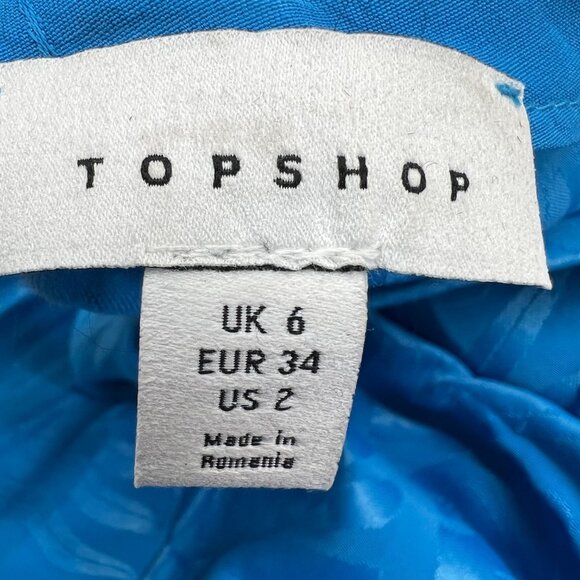 TOPSHOP
UK 6
EUR 34
US 2
Made in
Romania